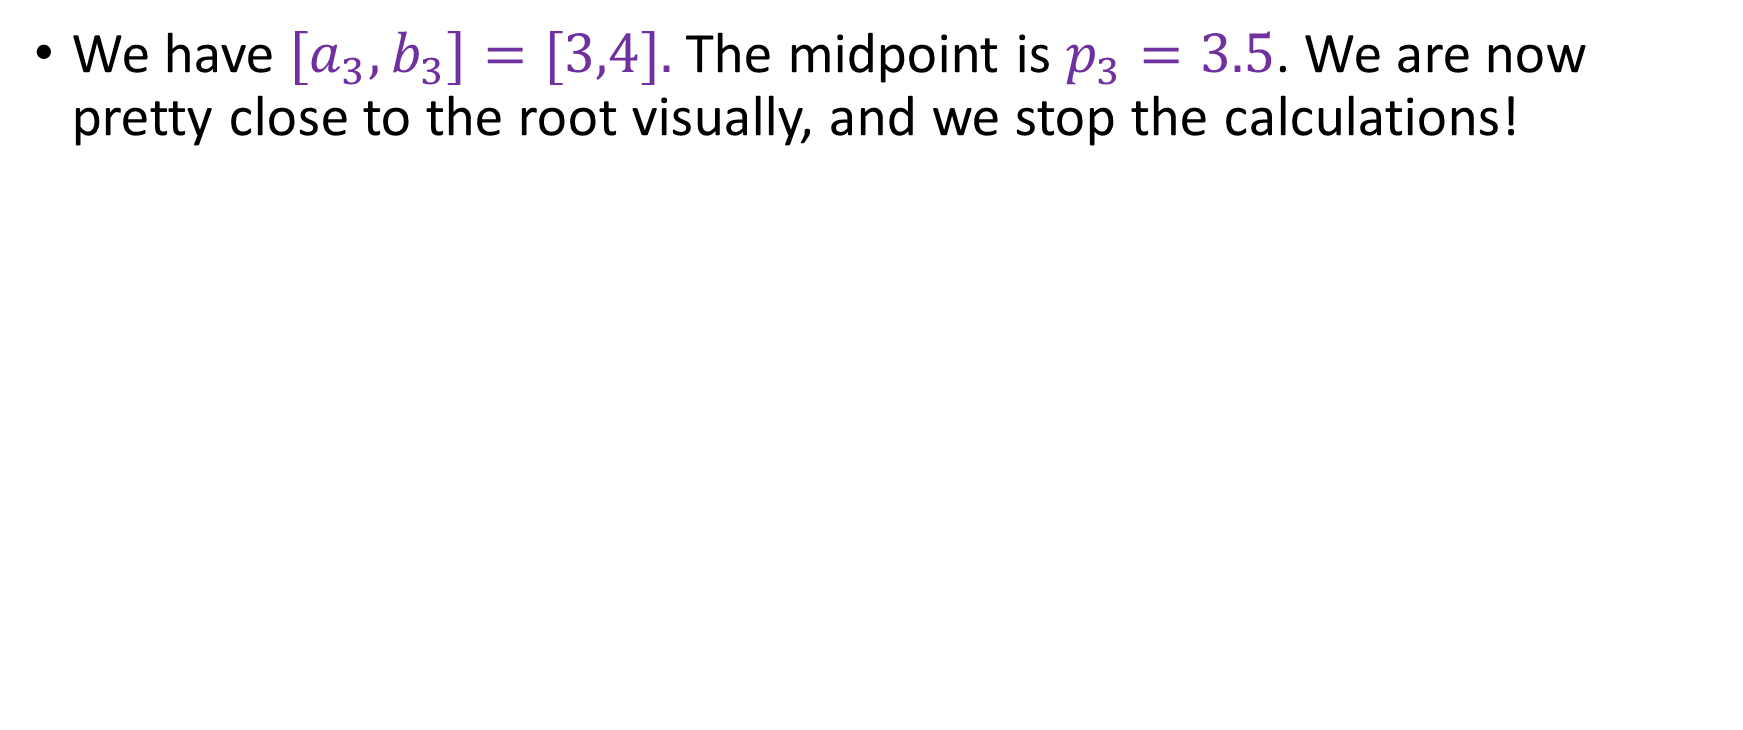 • We have [a₃, b₃] = [3,4]. The midpoint is p₃ = 3.5. We are now
pretty close to the root visually, and we stop the calculations!